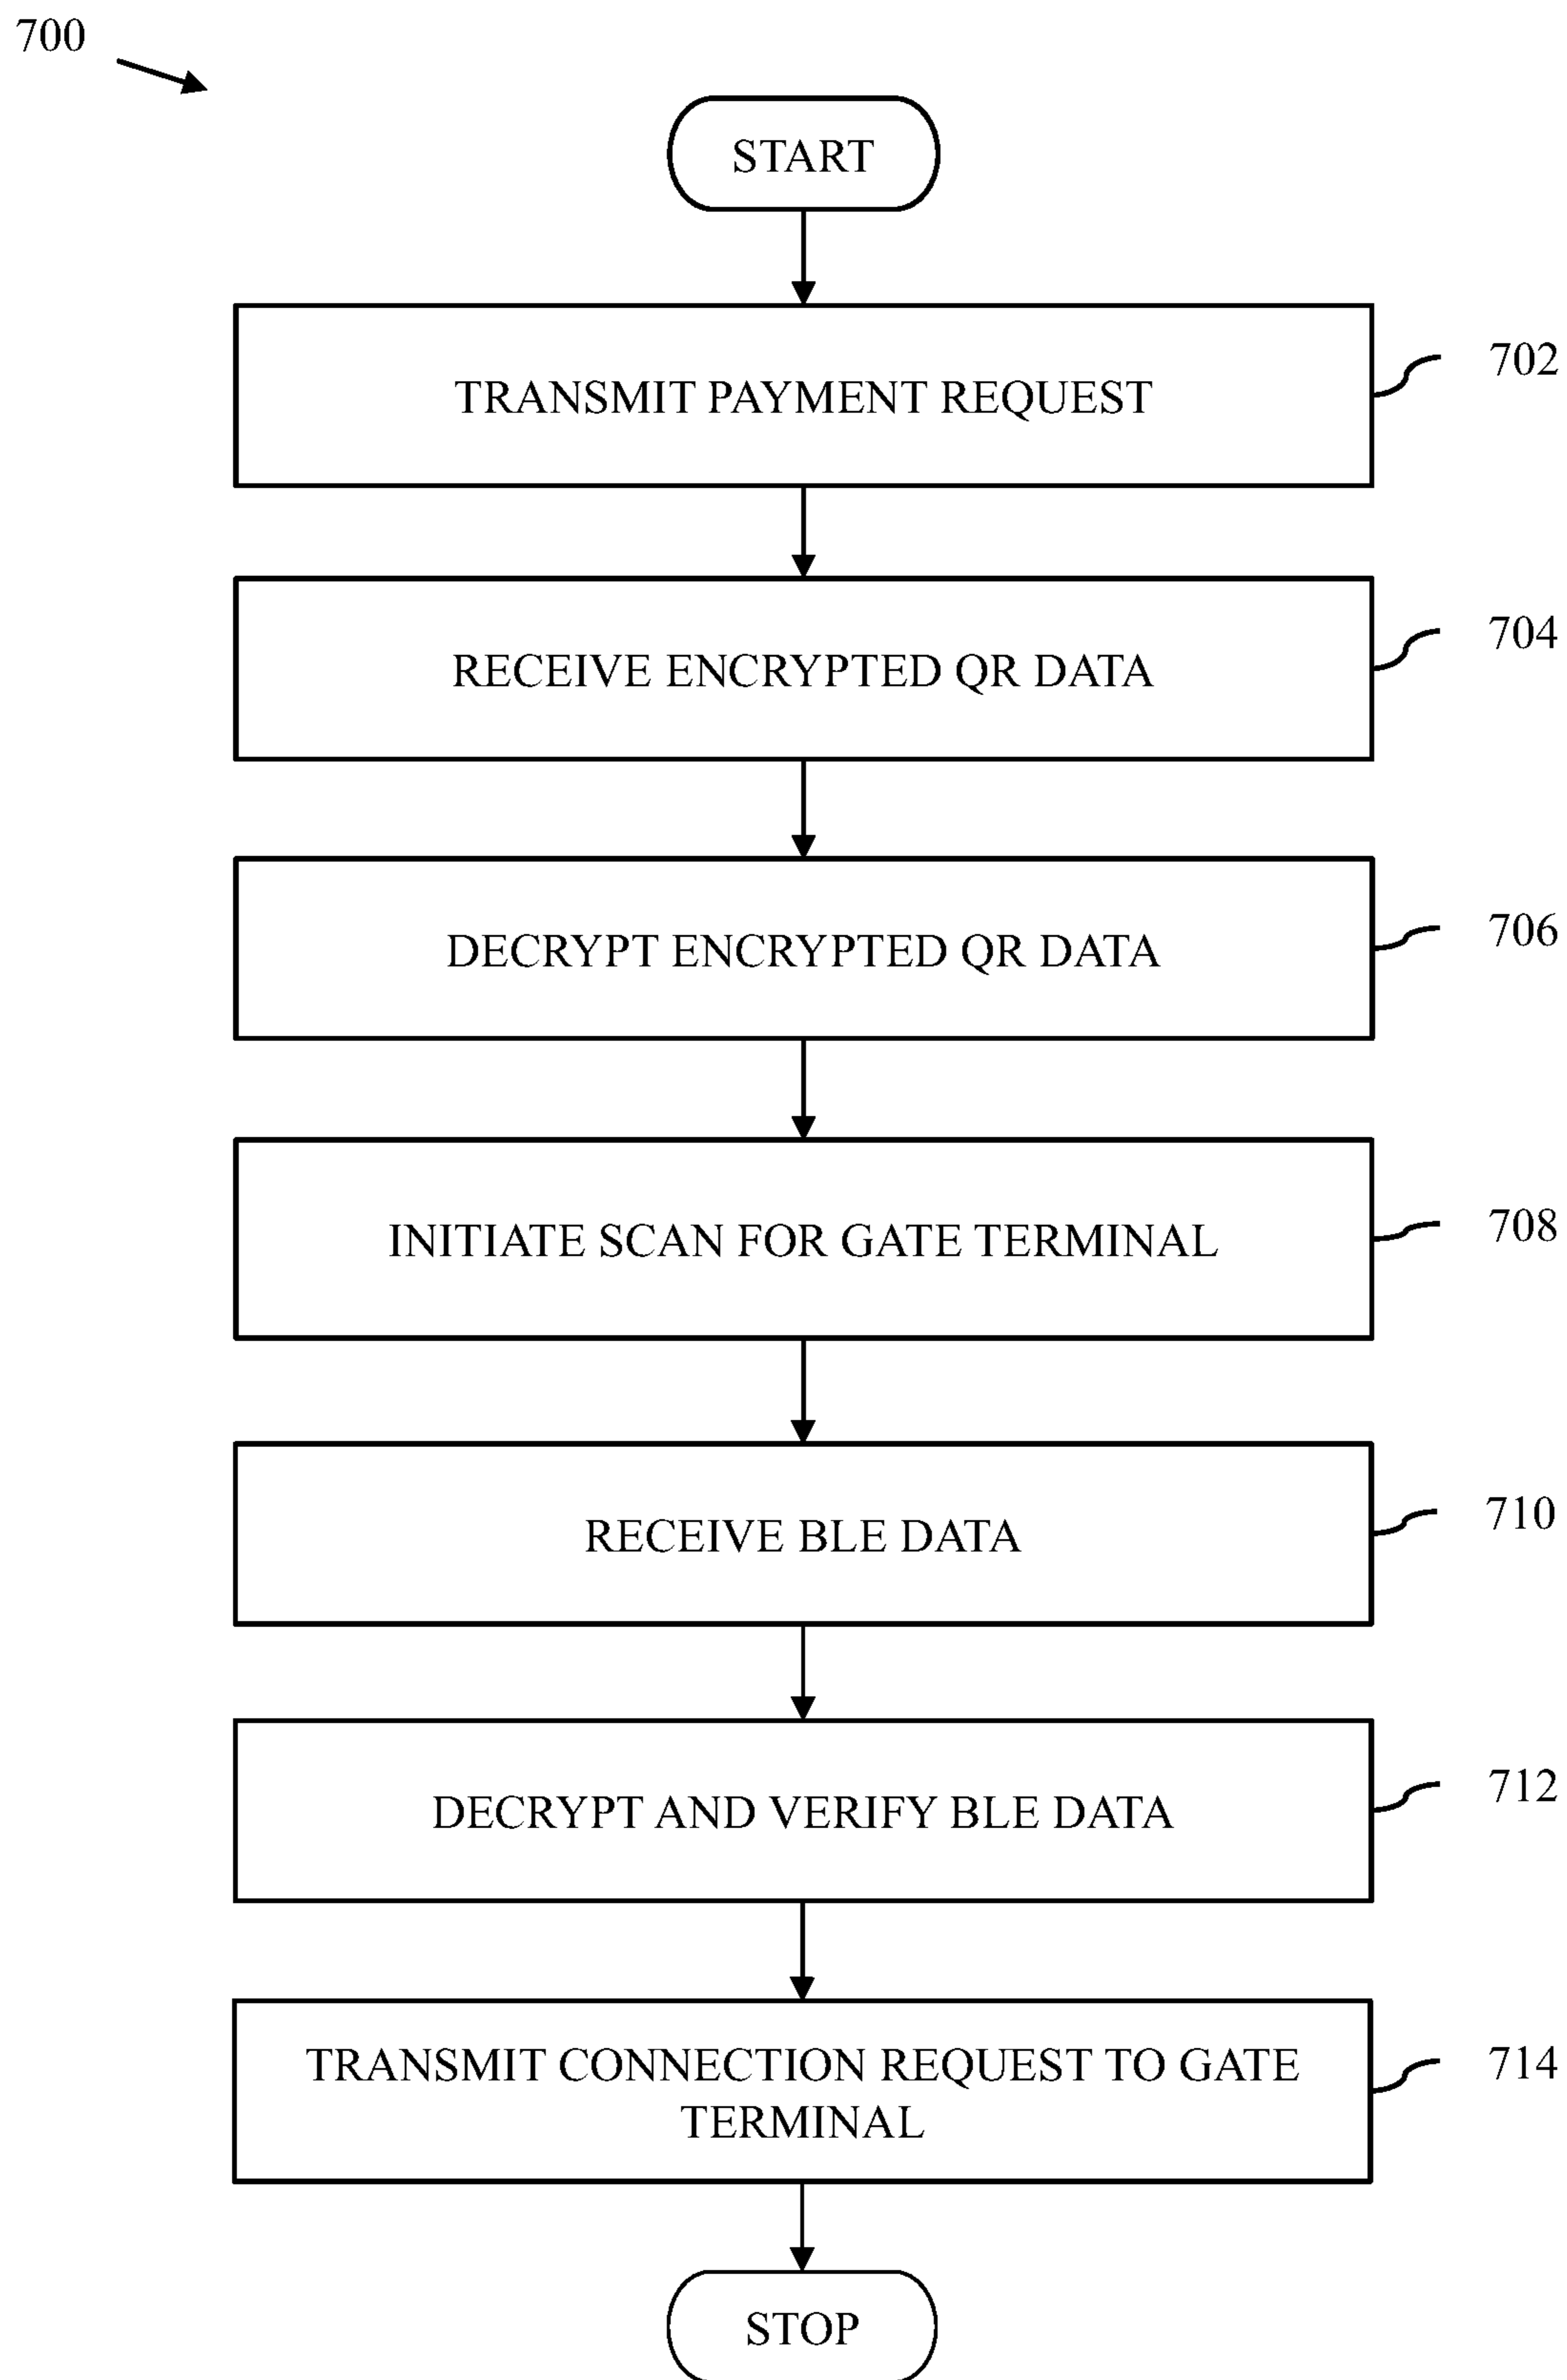 700
START
TRANSMIT PAYMENT REQUEST
702
RECEIVE ENCRYPTED QR DATA
704
DECRYPT ENCRYPTED QR DATA
706
INITIATE SCAN FOR GATE TERMINAL
708
RECEIVE BLE DATA
710
DECRYPT AND VERIFY BLE DATA
712
TRANSMIT CONNECTION REQUEST TO GATE
TERMINAL
714
STOP